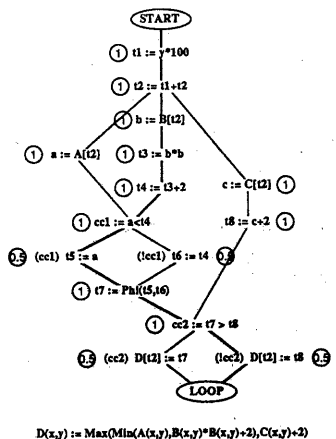 START
1 t1 := y*100
1 t2 := t1+t2
1 b := B[t2]
1 a := A[t2]
1 t3 := b*b
1 t4 := t3+2
c := C[t2] 1
1 cc1 := a<t4
t8 := c+2 1
0.5 (cc1) t5 := a
(!cc1) t6 := t4 0.5
1 t7 := Phi(t5,t6)
1 cc2 := t7 > t8
0.5 (cc2) D[t2] := t7
(!cc2) D[t2] := t8 0.5
LOOP
D(x,y) := Max(Min(A(x,y),B(x,y)*B(x,y)+2),C(x,y)+2)